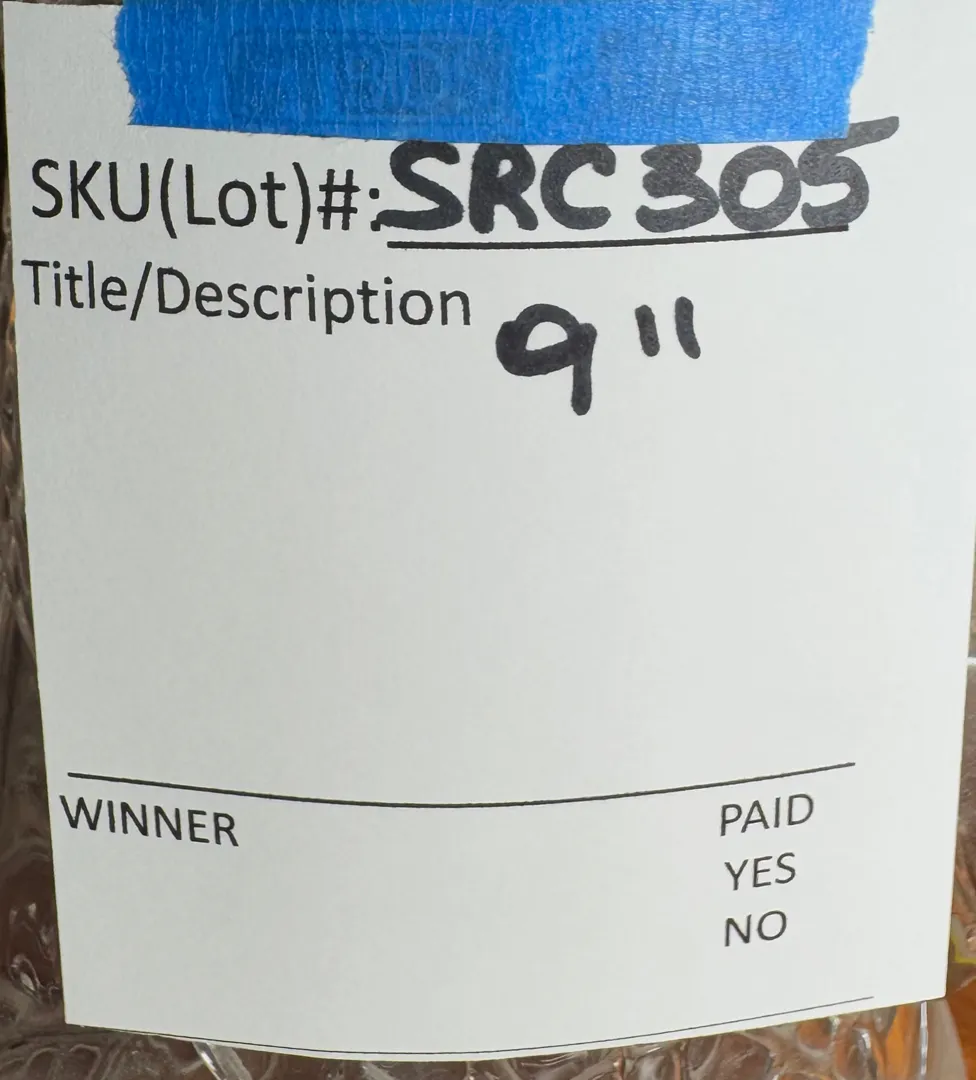 SKU(Lot)#: SRC305
Title/Description 9"
WINNER PAID
YES
NO